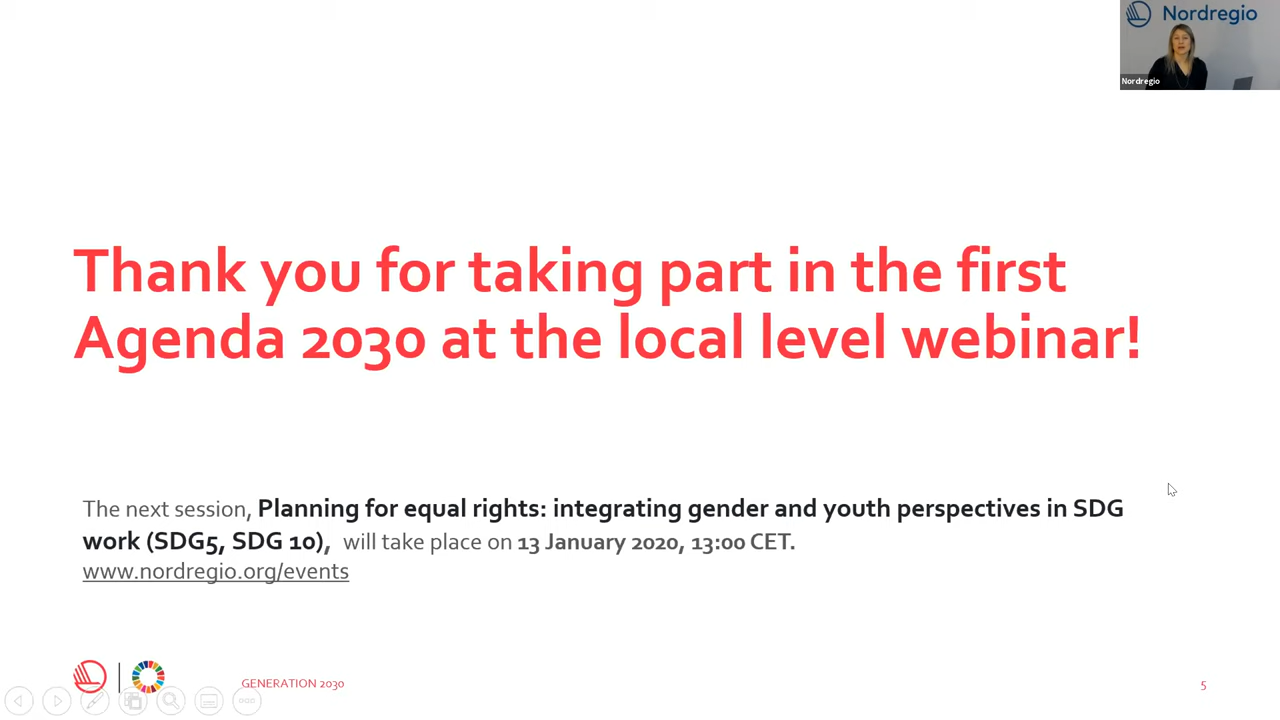 Nordregio
Nordregio
Thank you for taking part in the first
Agenda 2030 at the local level webinar!
The next session, Planning for equal rights: integrating gender and youth perspectives in SDG
work (SDG5, SDG 10), will take place on 13 January 2020, 13:00 CET.
www.nordregio.org/events
GENERATION 2030
5